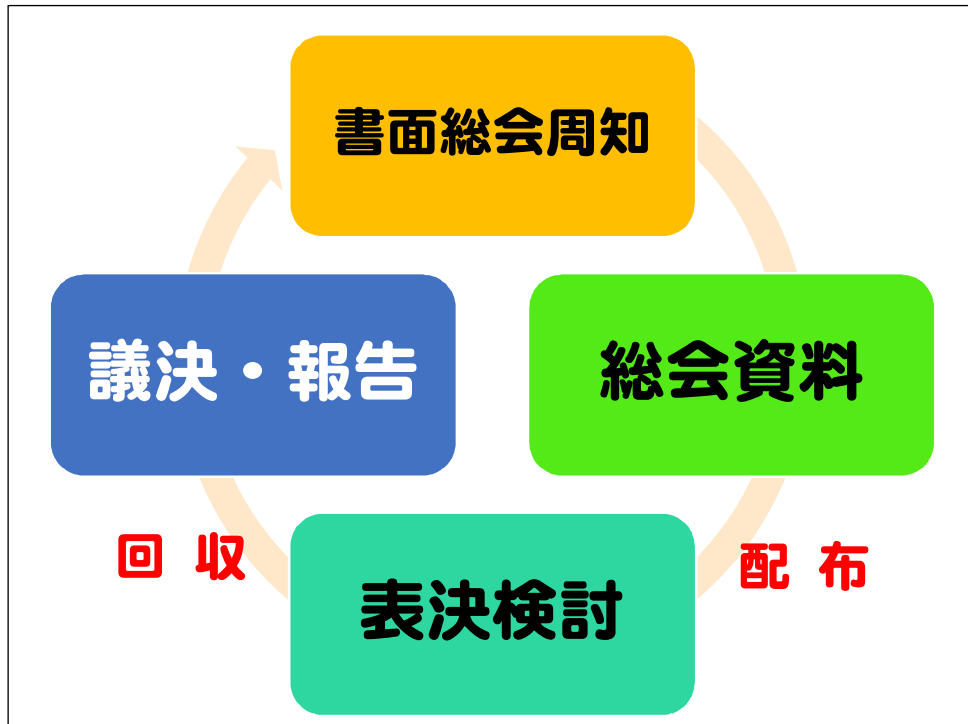 書面総会周知
議決・報告
総会資料
回 収
配 布
表決検討